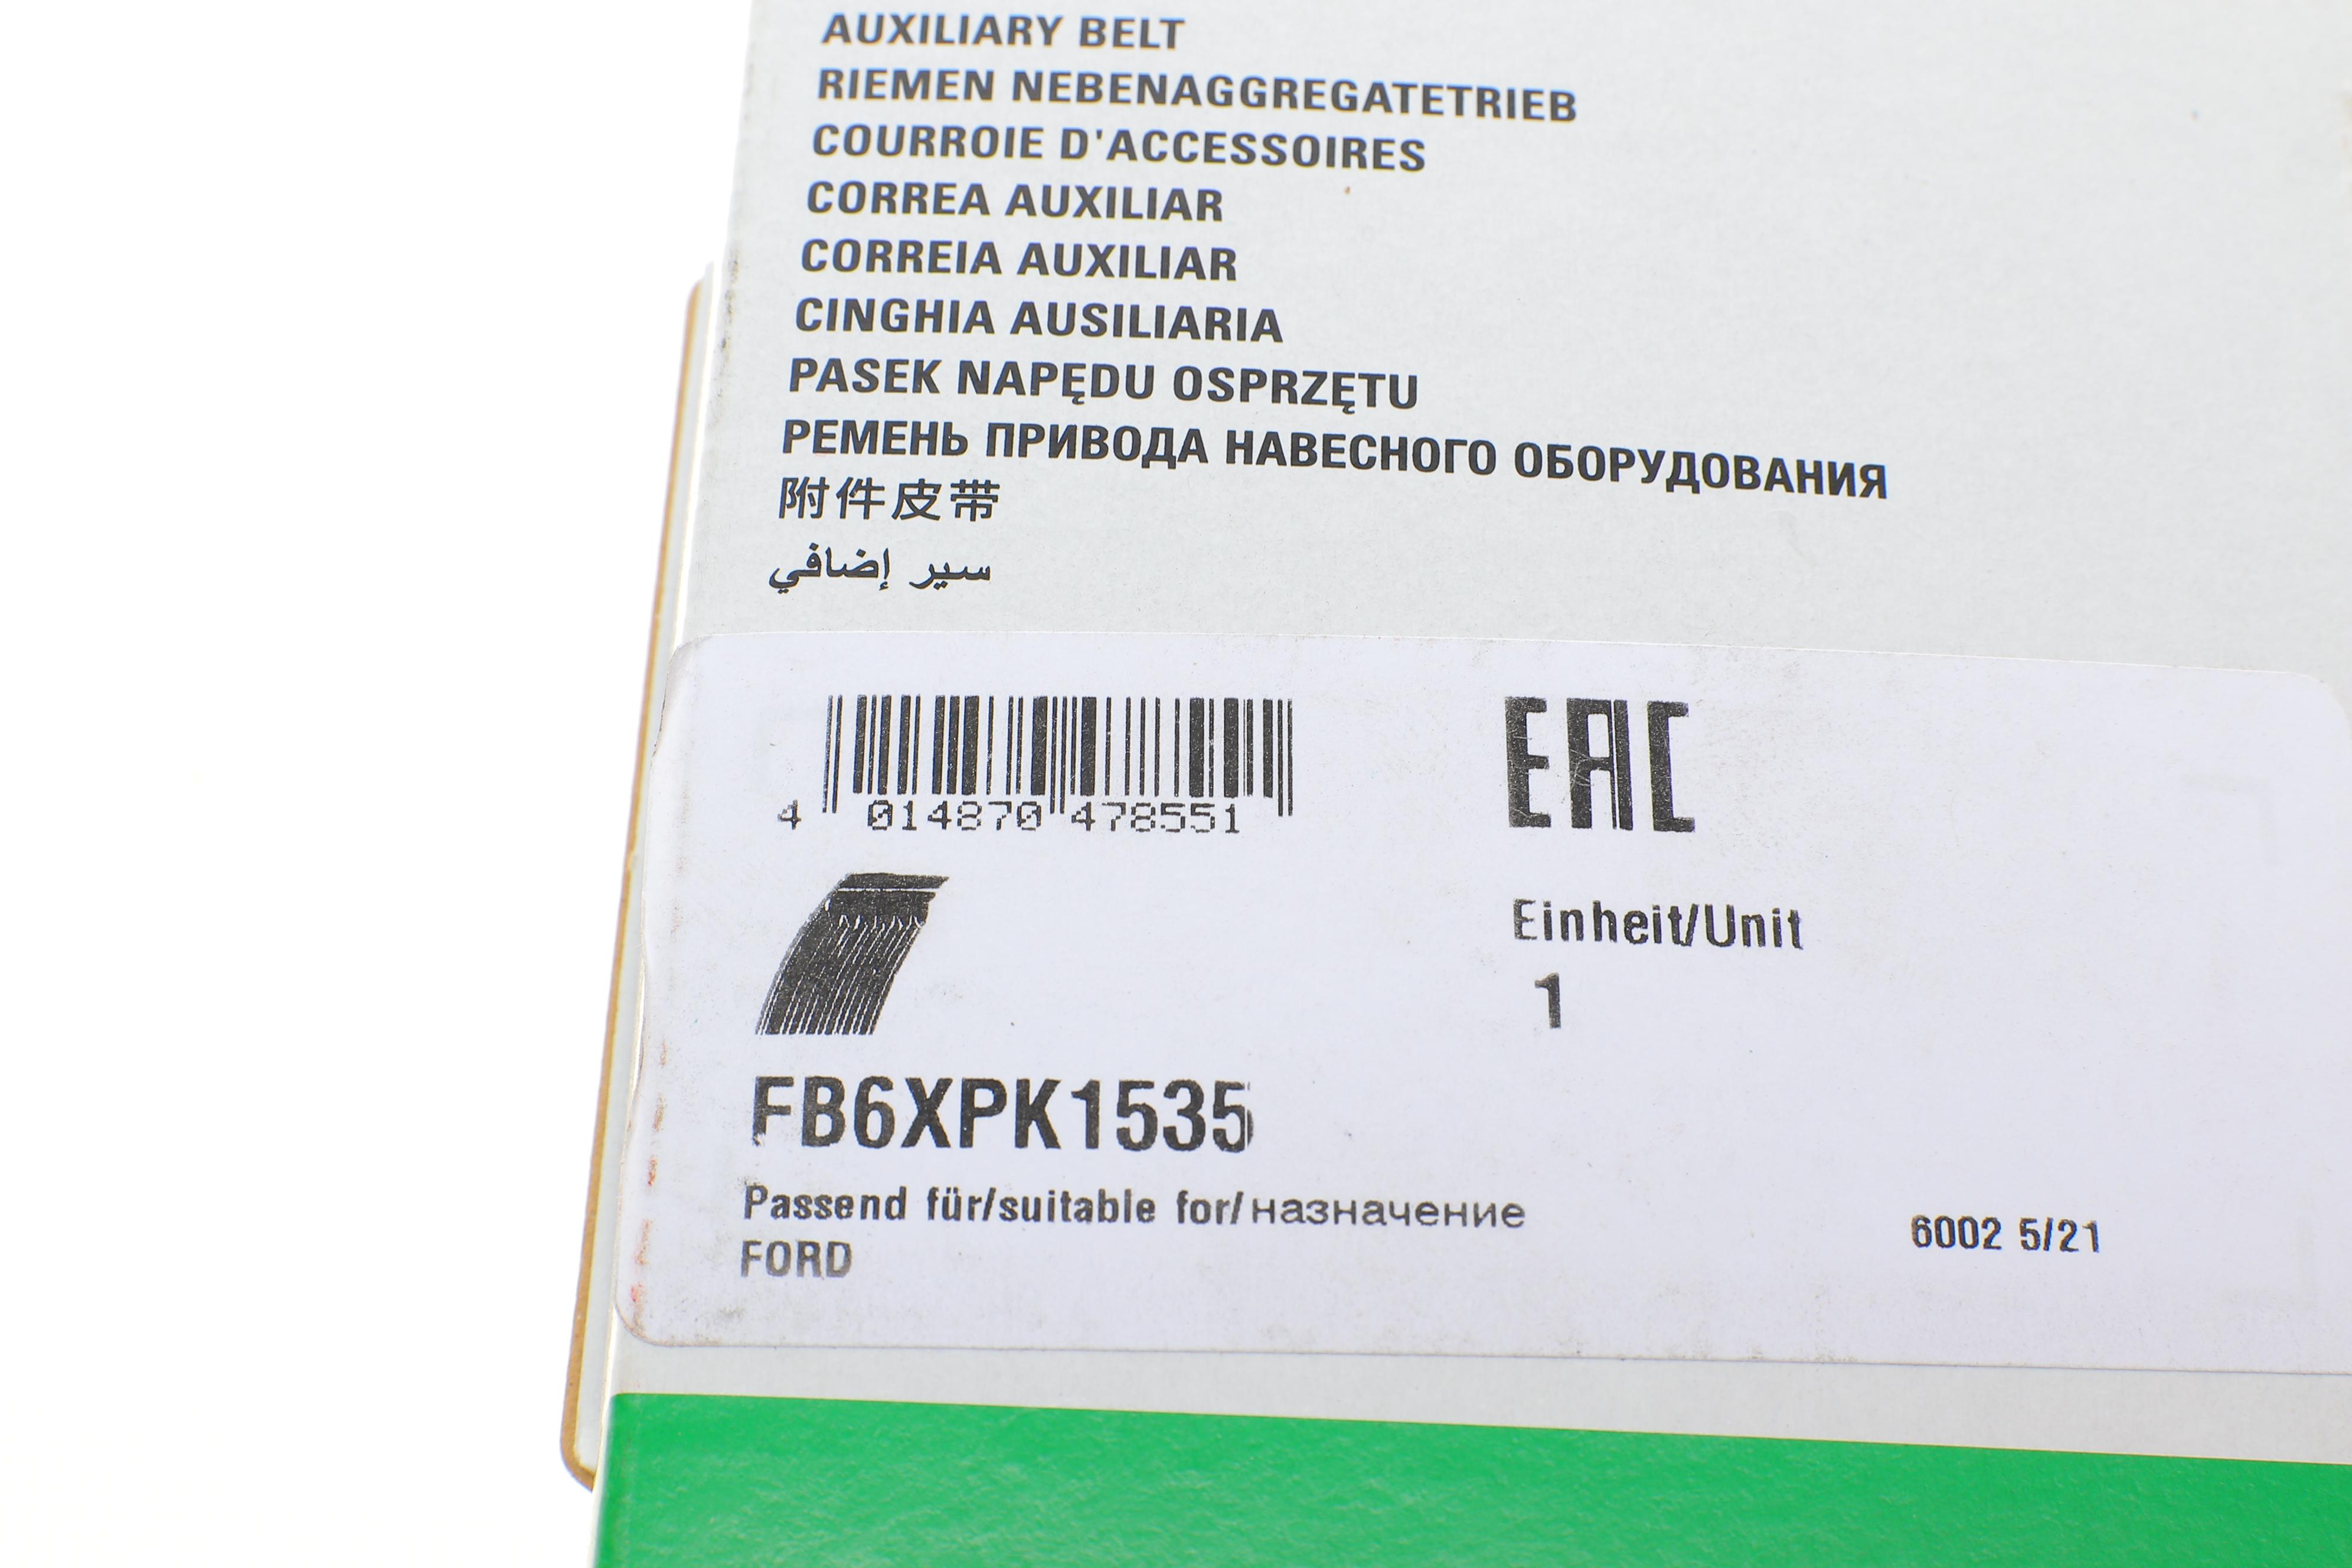 AUXILIARY BELT
RIEMEN NEBENAGGREGATETRIEB
COURROIE D'ACCESSOIRES
CORREA AUXILIAR
CORREIA AUXILIAR
CINGHIA AUSILIARIA
PASEK NAPĘDU OSPRZĘTU
РЕМЕНЬ ПРИВОДА НАВЕСНОГО ОБОРУДОВАНИЯ
附件皮带
سير إضافي
4 014870 478551
EAC
Einheit/Unit
1
FB6XPK1535
Passend für/suitable for/назначение
FORD
6002 5/21